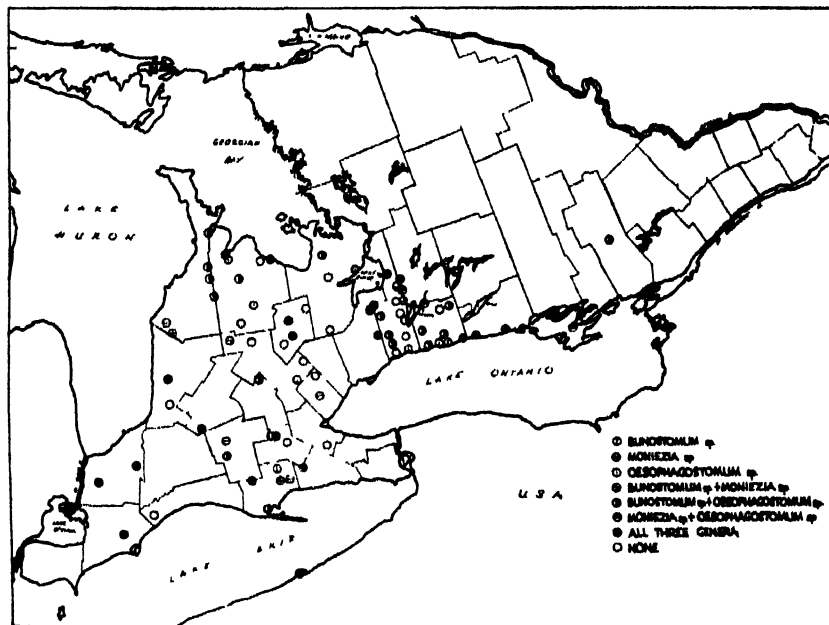 GEORGIAN
BAY
LAKE
HURON
LAKE ONTARIO
USA
LAKE ERIE
BUNOSTOMUM sp.
MONIEZIA sp
OESOPHAGOSTOMUM sp.
BUNOSTOMUM sp + MONIEZIA sp
BUNOSTOMUM sp + OESOPHAGOSTOMUM sp.
MONIEZIA sp + OESOPHAGOSTOMUM sp
ALL THREE GENERA
NONE